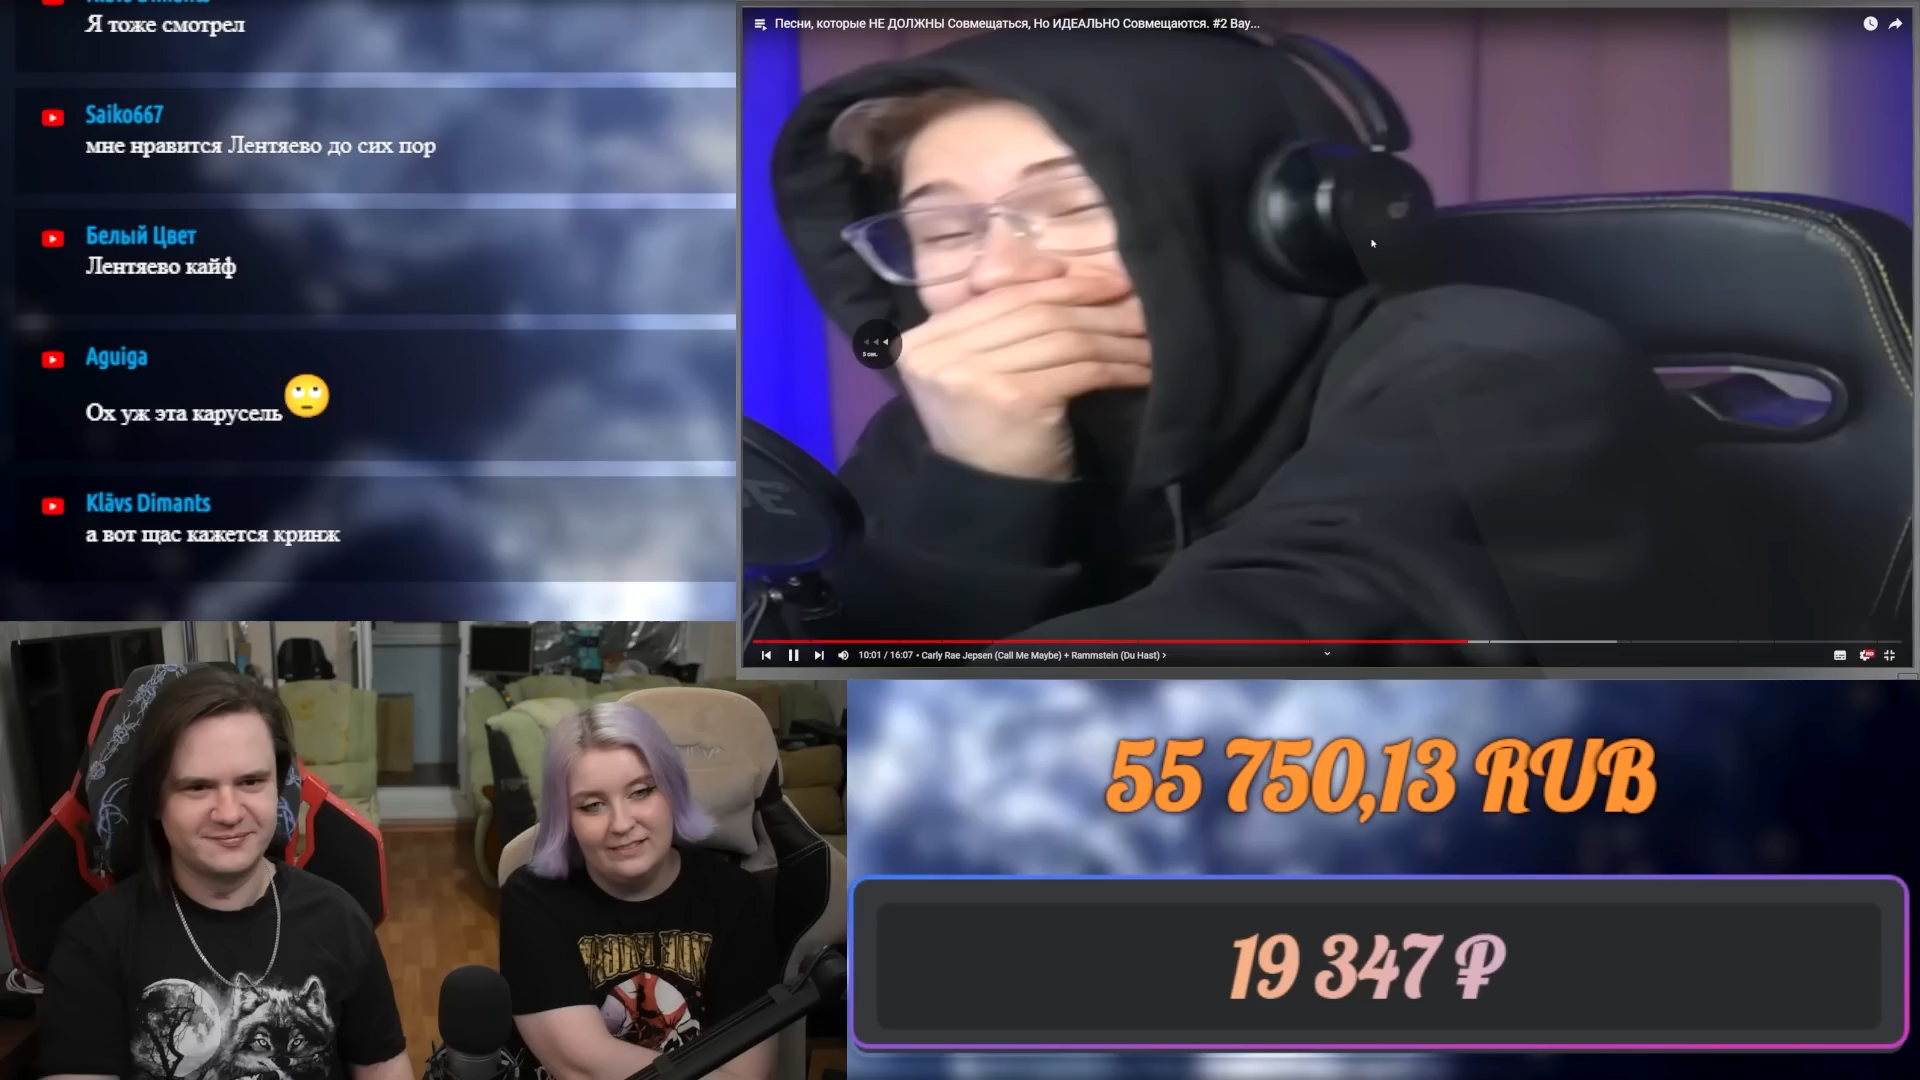 Я тоже смотрел
Saiko667
мне нравится Лентяево до сих пор
Белый Цвет
Лентяево кайф
Aguiga
Ох уж эта карусель
Klāvs Dimants
а вот щас кажется кринж
Песни, которые НЕ ДОЛЖНЫ Совмещаться, Но ИДЕАЛЬНО Совмещаются. #2 Bay...
5 сек.
10:01 / 16:07 • Carly Rae Jepsen (Call Me Maybe) + Rammstein (Du Hast) ›
55 750,13 RUB
19 347 ₽